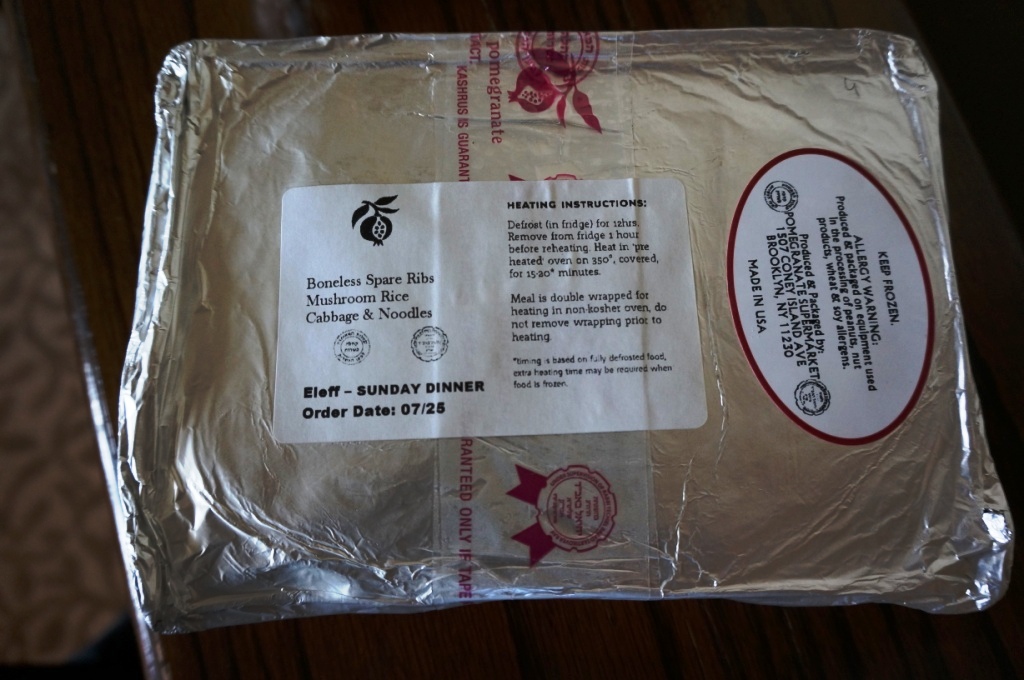 pomegranate
TACT.
KASHRUS IS GUARANT
Boneless Spare Ribs
Mushroom Rice
Cabbage & Noodles
Eleff – SUNDAY DINNER
Order Date: 07/25
HEATING INSTRUCTIONS:
Defrost (in fridge) for 12hrs.
Remove from fridge 1 hour
before reheating. Heat in 'pre
heated' oven on 350°, covered,
for 15-20* minutes.
Meal is double wrapped for
heating in non-kosher oven, do
not remove wrapping prior to
heating.
*timing is based on fully defrosted food,
extra heating time may be required when
food is frozen.
RANTEED ONLY IF TAPE
KEEP FROZEN.
ALLERGY WARNING:
Produced & packaged on equipment used
in the processing of peanuts, nut
products, wheat & soy allergens.
Produced & Packaged by:
POMEGRANATE SUPERMARKET
1507 CONEY ISLAND AVE
BROOKLYN, NY 11230
MADE IN USA